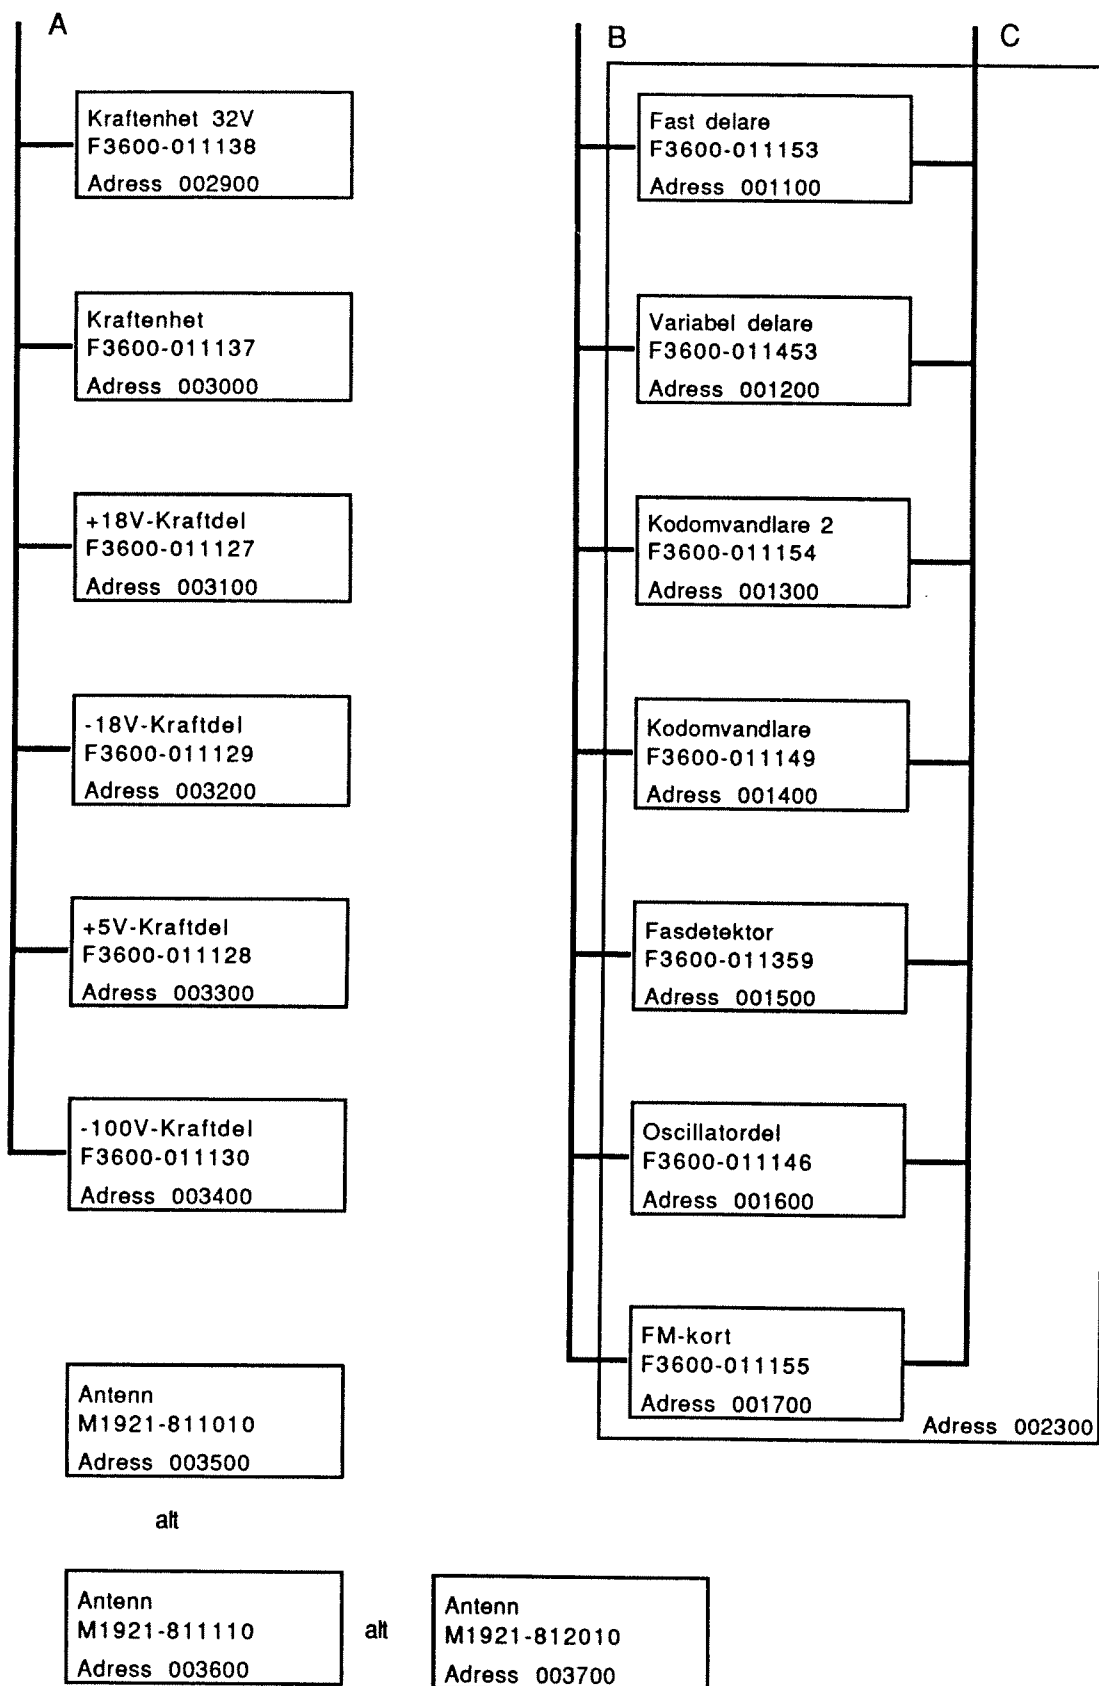 A
B
C
Kraftenhet 32V
F3600-011138
Adress 002900
Kraftenhet
F3600-011137
Adress 003000
+18V-Kraftdel
F3600-011127
Adress 003100
-18V-Kraftdel
F3600-011129
Adress 003200
+5V-Kraftdel
F3600-011128
Adress 003300
-100V-Kraftdel
F3600-011130
Adress 003400
Fast delare
F3600-011153
Adress 001100
Variabel delare
F3600-011453
Adress 001200
Kodomvandlare 2
F3600-011154
Adress 001300
Kodomvandlare
F3600-011149
Adress 001400
Fasdetektor
F3600-011359
Adress 001500
Oscillatordel
F3600-011146
Adress 001600
FM-kort
F3600-011155
Adress 001700
Adress 002300
Antenn
M1921-811010
Adress 003500
alt
Antenn
M1921-811110
Adress 003600
alt
Antenn
M1921-812010
Adress 003700